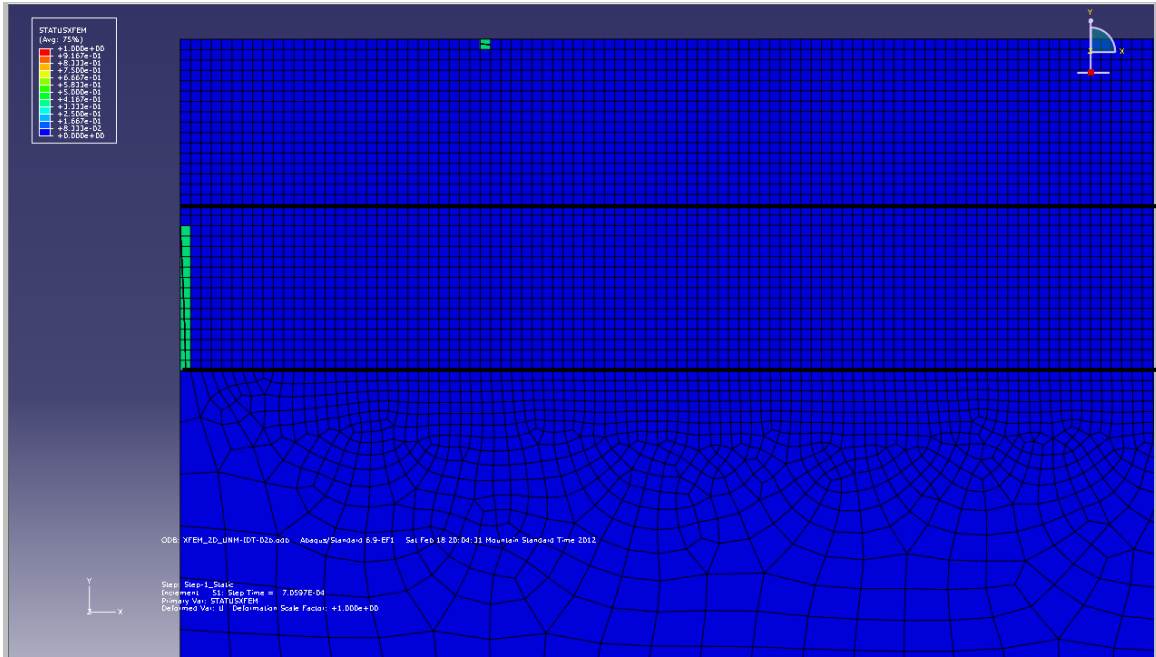 STATUSXFEM
(Avg: 75%)
+1.000e+00
+9.167e-01
+8.333e-01
+7.500e-01
+6.667e-01
+5.833e-01
+5.000e-01
+4.167e-01
+3.333e-01
+2.500e-01
+1.667e-01
+8.333e-02
+0.000e+00
Y
X
ODB: XFEM_2D_UNM-IDT-02b.odb Abaqus/Standard 6.9-EF1 Sat Feb 18 20:04:31 Mountain Standard Time 2012
Y
Z X
Step: Step-1_Static
Increment 51: Step Time = 7.0597E-04
Primary Var: STATUSXFEM
Deformed Var: U Deformation Scale Factor: +1.000e+00